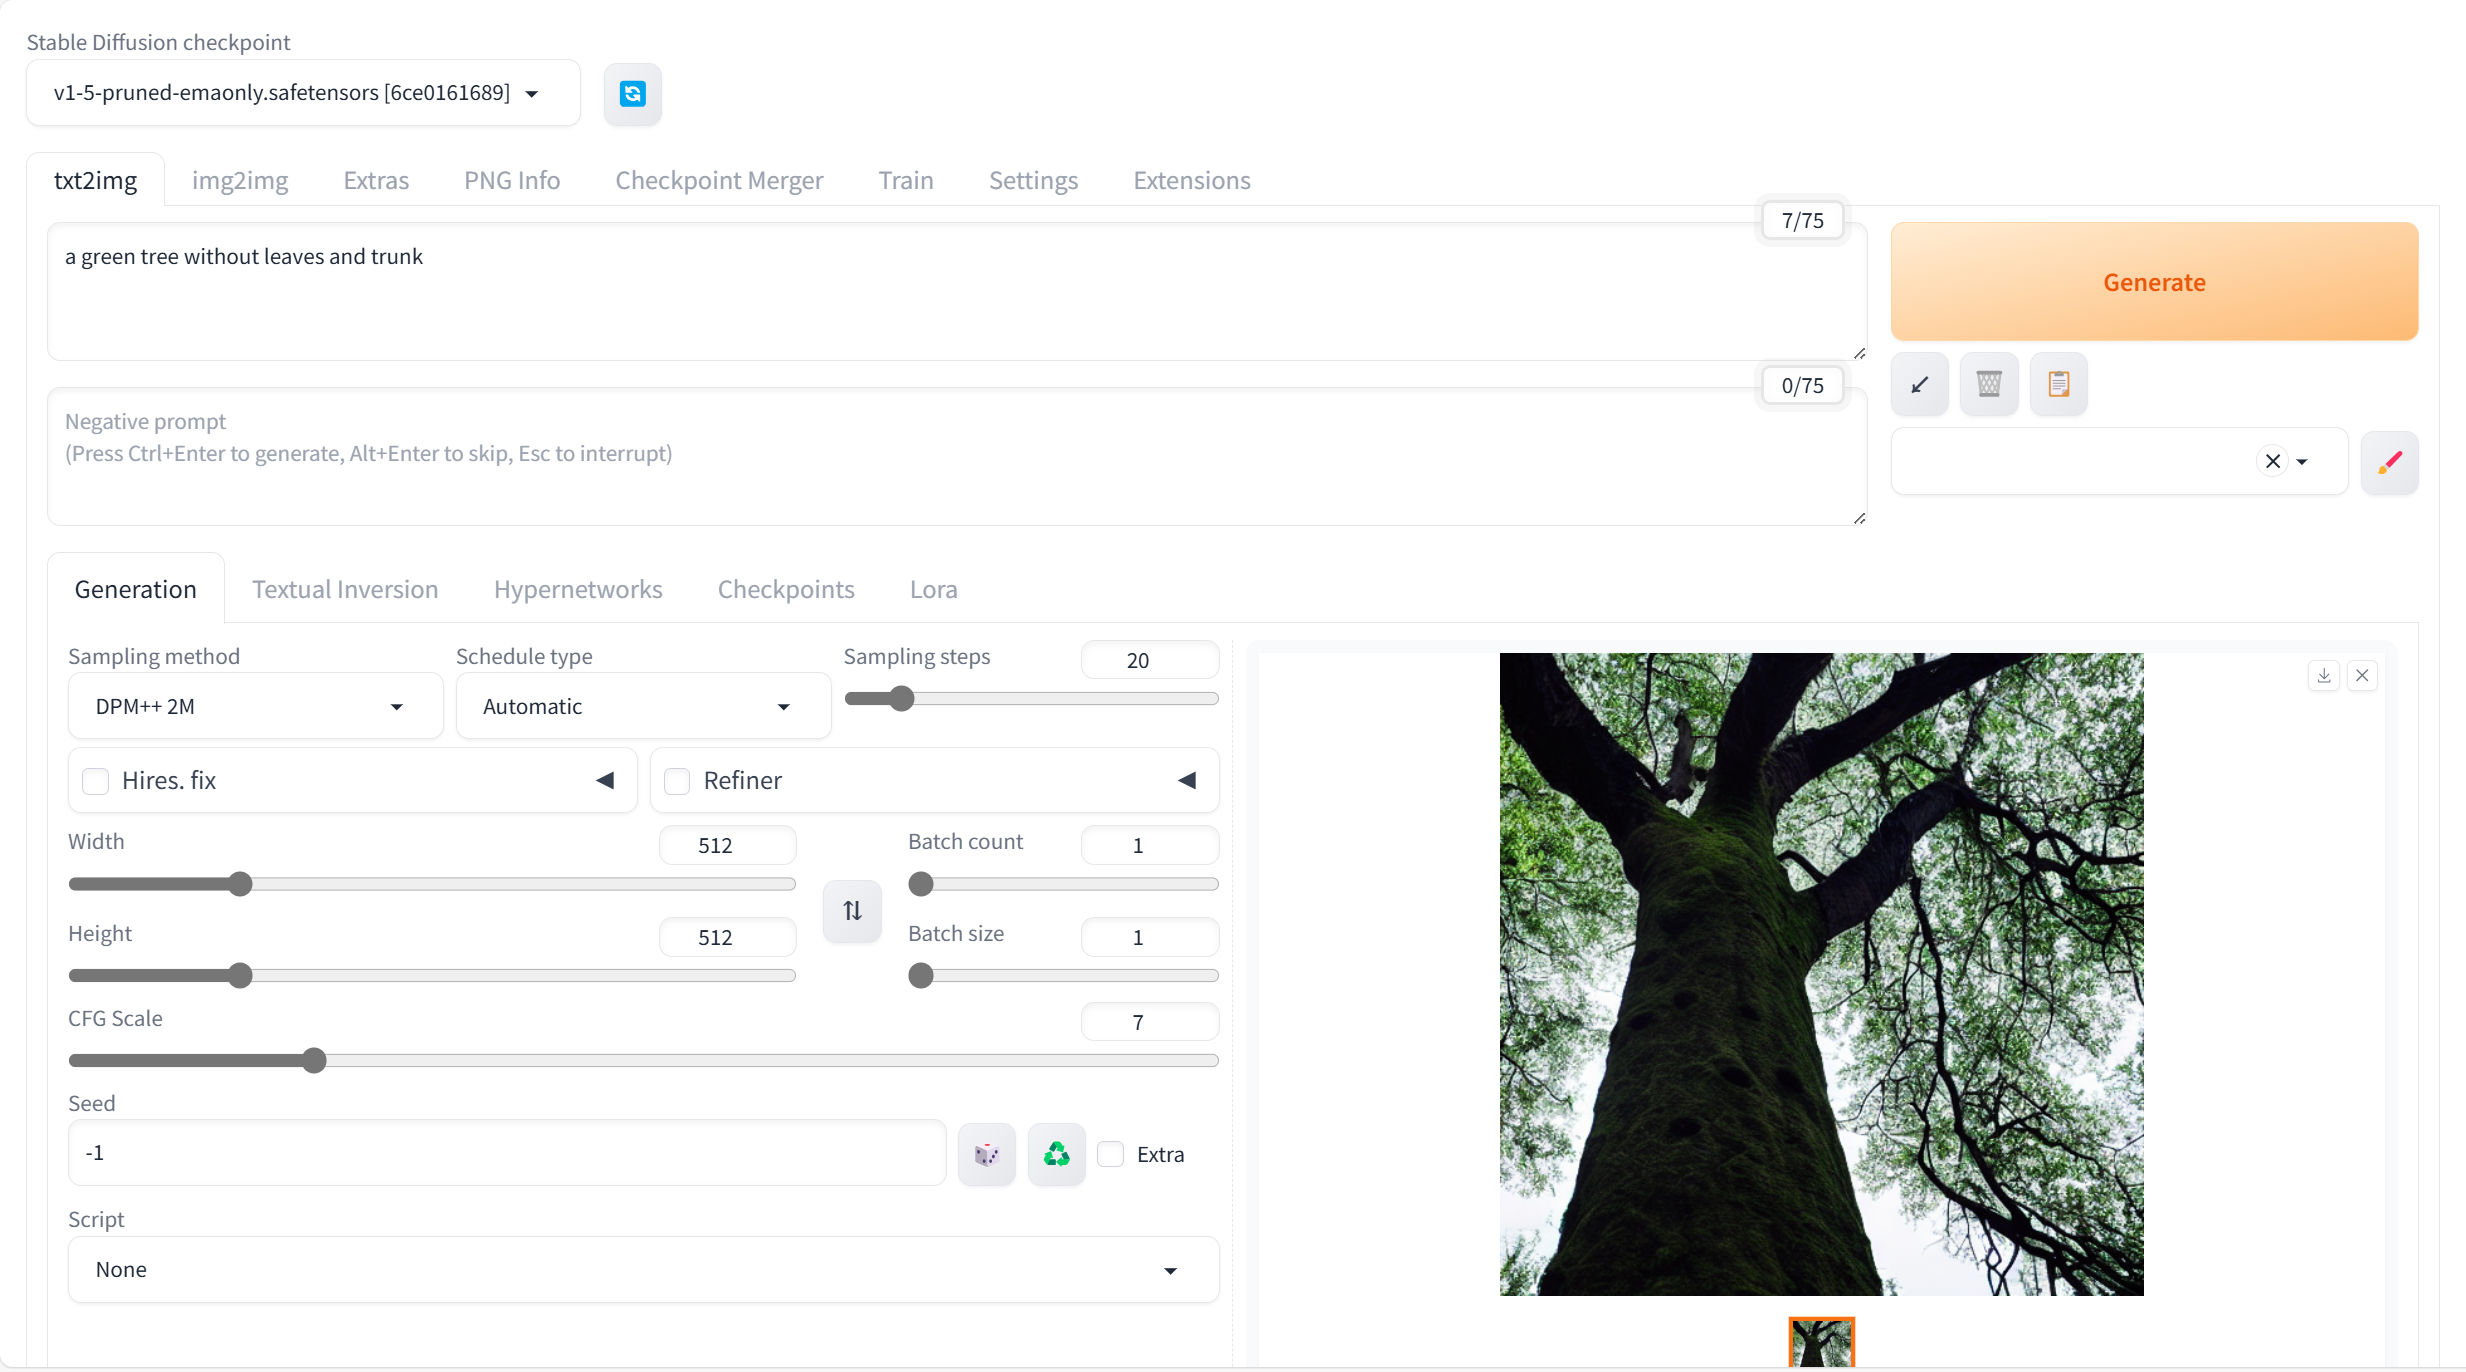 Stable Diffusion checkpoint
v1-5-pruned-emaonly.safetensors [6ce0161689]
txt2img img2img Extras PNG Info Checkpoint Merger Train Settings Extensions
7/75
a green tree without leaves and trunk
Generate
0/75
Negative prompt
(Press Ctrl+Enter to generate, Alt+Enter to skip, Esc to interrupt)
Generation Textual Inversion Hypernetworks Checkpoints Lora
Sampling method Schedule type Sampling steps 20
DPM++ 2M Automatic
Hires. fix Refiner
Width 512 Batch count 1
Height 512 Batch size 1
CFG Scale 7
Seed
-1 Extra
Script
None